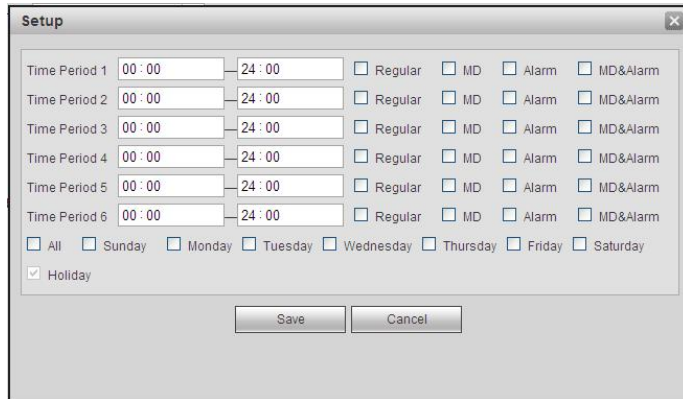 Setup
Time Period 1 00:00 — 24:00 Regular MD Alarm MD&Alarm
Time Period 2 00:00 — 24:00 Regular MD Alarm MD&Alarm
Time Period 3 00:00 — 24:00 Regular MD Alarm MD&Alarm
Time Period 4 00:00 — 24:00 Regular MD Alarm MD&Alarm
Time Period 5 00:00 — 24:00 Regular MD Alarm MD&Alarm
Time Period 6 00:00 — 24:00 Regular MD Alarm MD&Alarm
All Sunday Monday Tuesday Wednesday Thursday Friday Saturday
Holiday
Save Cancel